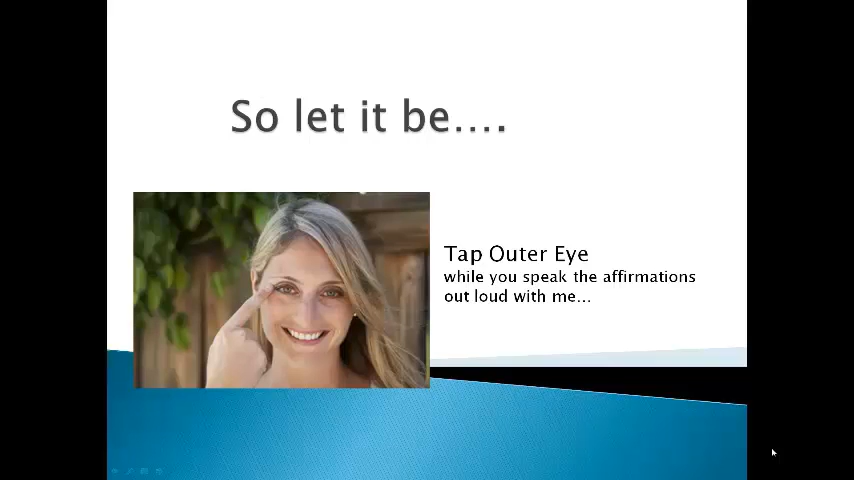 So let it be....
Tap Outer Eye
while you speak the affirmations
out loud with me...